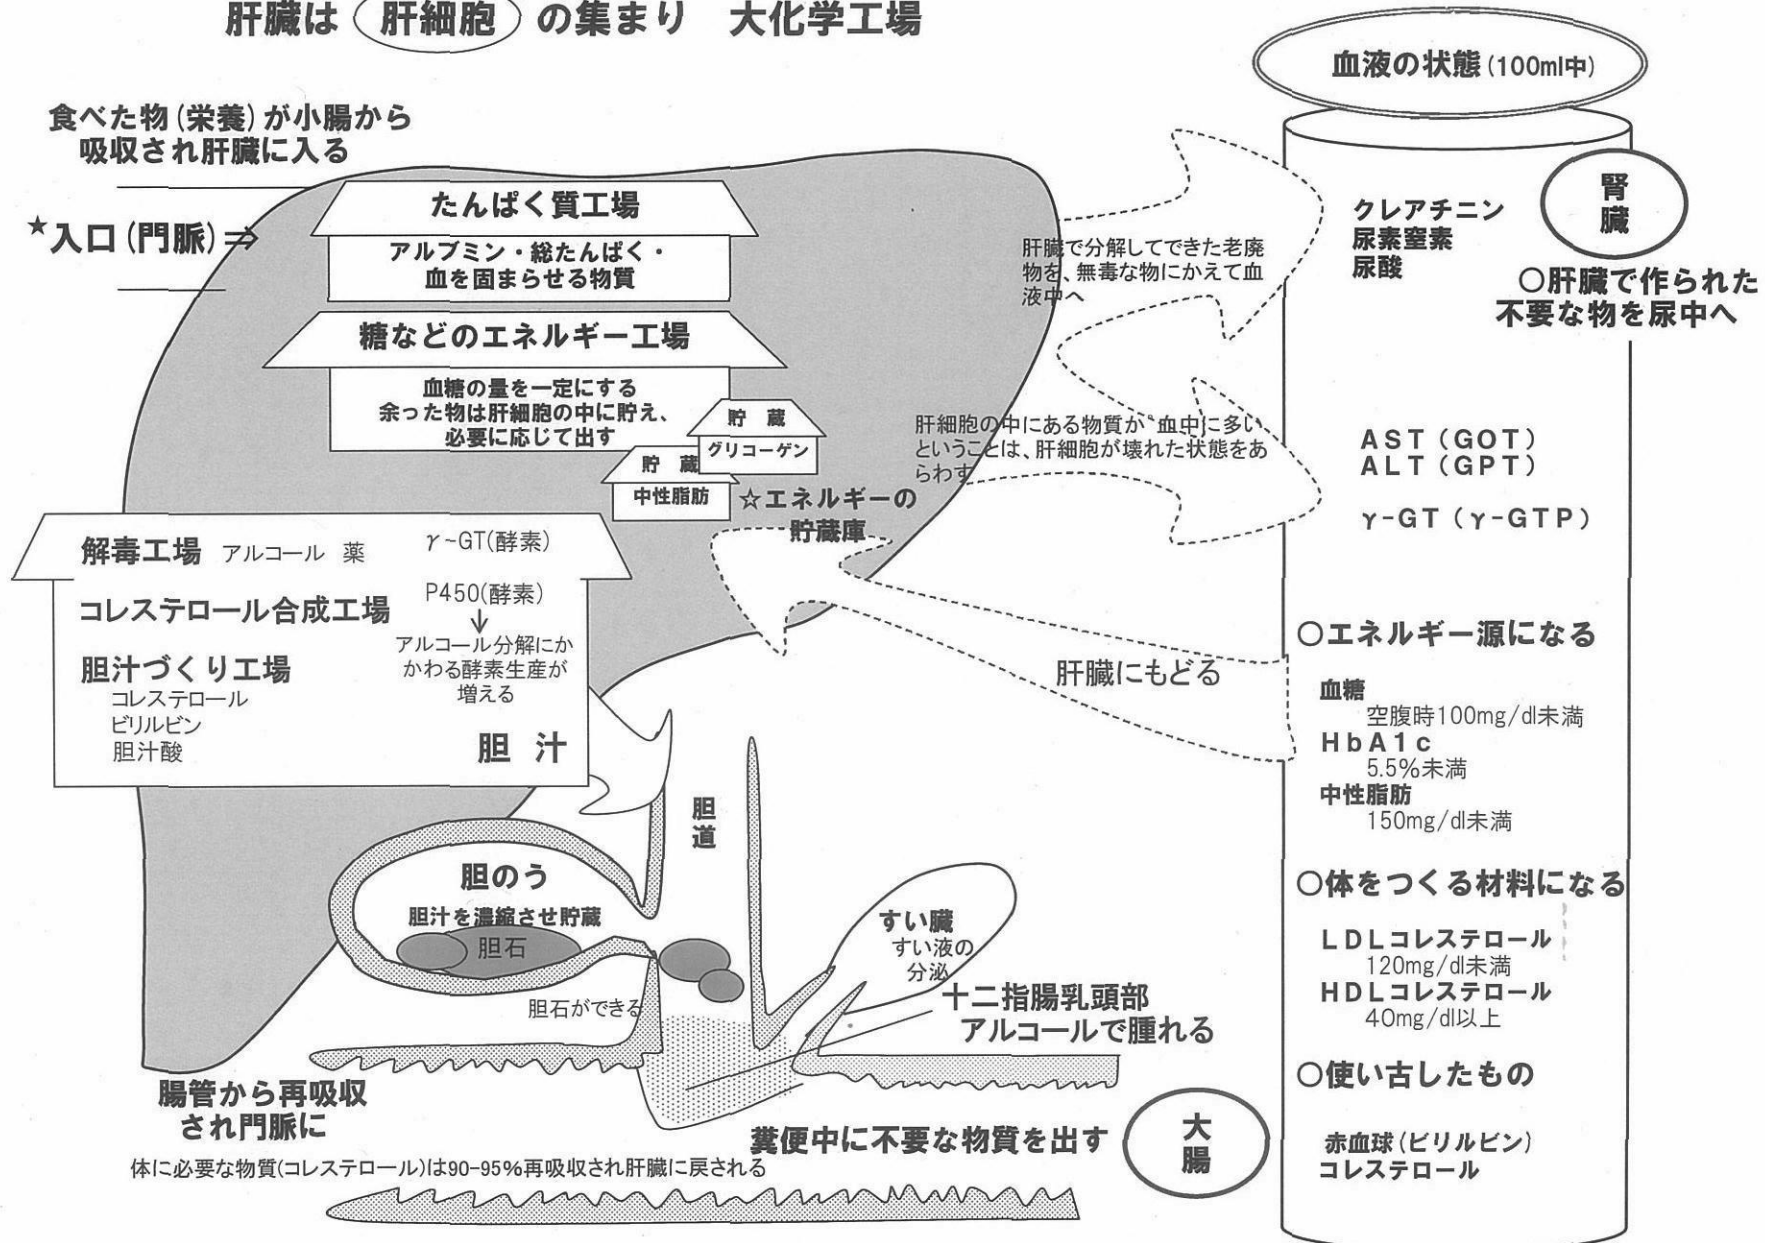 肝臓は 肝細胞 の集まり 大化学工場
食べた物(栄養)が小腸から
吸収され肝臓に入る
★入口(門脈)⇒
たんぱく質工場
アルブミン・総たんぱく・
血を固まらせる物質
糖などのエネルギー工場
血糖の量を一定にする
余った物は肝細胞の中に貯え、
必要に応じて出す
貯 蔵
グリコーゲン
貯 蔵
中性脂肪
☆エネルギーの
貯蔵庫
解毒工場 アルコール 薬
γ-GT(酵素)
コレステロール合成工場
P450(酵素)
↓
アルコール分解にか
かわる酵素生産が
増える
胆汁づくり工場
コレステロール
ビリルビン
胆汁酸
胆 汁
肝臓で分解してできた老廃
物を、無毒な物にかえて血
液中へ
肝細胞の中にある物質が〝血中に多い
ということは、肝細胞が壊れた状態をあ
らわす
肝臓にもどる
胆道
胆のう
胆汁を濃縮させ貯蔵
胆石
胆石ができる
すい臓
すい液の
分泌
十二指腸乳頭部
アルコールで腫れる
腸管から再吸収
され門脈に
体に必要な物質(コレステロール)は90-95%再吸収され肝臓に戻される
糞便中に不要な物質を出す
大腸
血液の状態(100ml中)
腎臓
クレアチニン
尿素窒素
尿酸
○肝臓で作られた
不要な物を尿中へ
AST(GOT)
ALT(GPT)
γ-GT(γ-GTP)
○エネルギー源になる
血糖
空腹時100mg/dl未満
HbA1c
5.5%未満
中性脂肪
150mg/dl未満
○体をつくる材料になる
LDLコレステロール
120mg/dl未満
HDLコレステロール
40mg/dl以上
○使い古したもの
赤血球(ビリルビン)
コレステロール